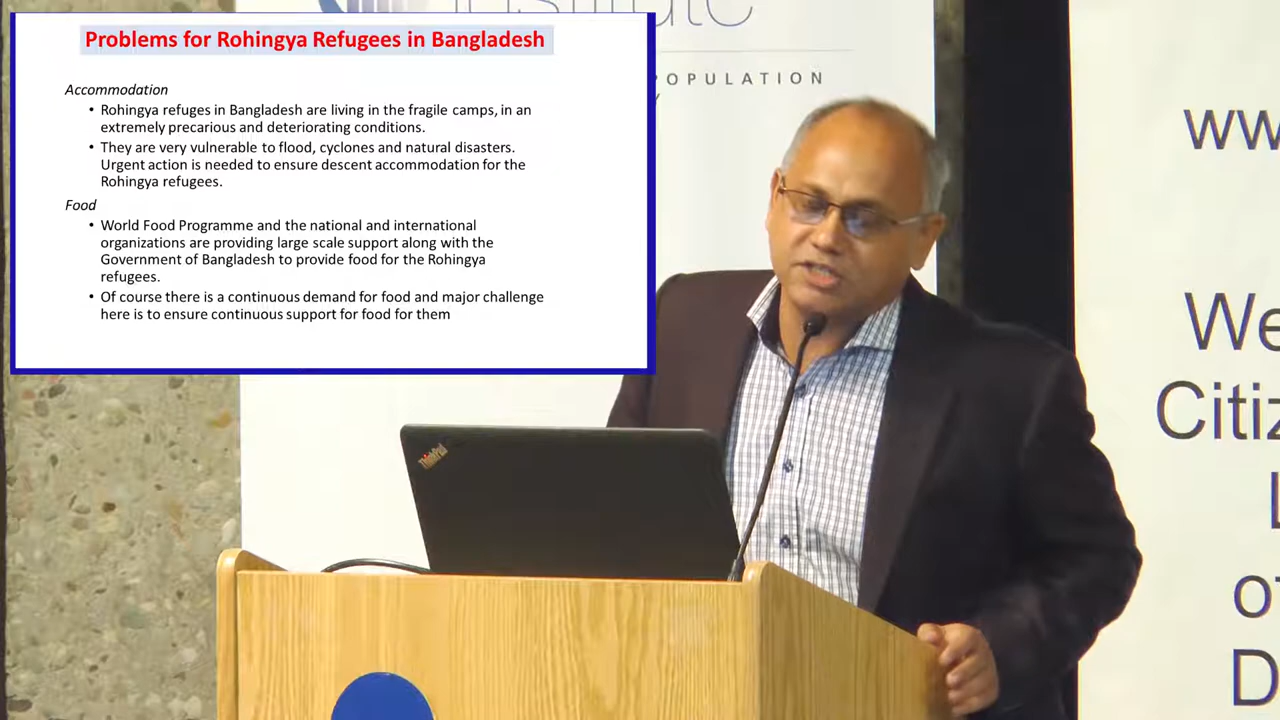 Problems for Rohingya Refugees in Bangladesh
Accommodation
• Rohingya refuges in Bangladesh are living in the fragile camps, in an
extremely precarious and deteriorating conditions.
• They are very vulnerable to flood, cyclones and natural disasters.
Urgent action is needed to ensure descent accommodation for the
Rohingya refugees.
Food
• World Food Programme and the national and international
organizations are providing large scale support along with the
Government of Bangladesh to provide food for the Rohingya
refugees.
• Of course there is a continuous demand for food and major challenge
here is to ensure continuous support for food for them
OPULATION
ThinkPad
ww
We
Citiz
L
of
D